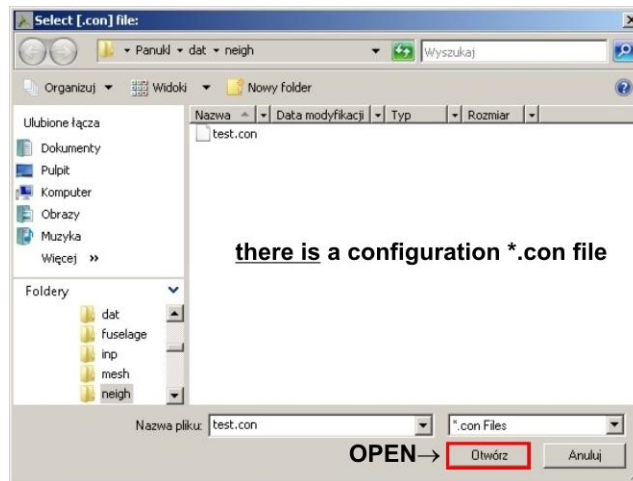 Select [.con] file:
Panukl dat neigh
Wyszukaj
Organizuj Widoki Nowy folder
Ulubione łącza
Dokumenty
Pulpit
Komputer
Obrazy
Muzyka
Więcej »
Foldery
dat
fuselage
inp
mesh
neigh
Nazwa Data modyfikacji Typ Rozmiar
test.con
there is a configuration *.con file
Nazwa pliku: test.con
*.con Files
OPEN→ Otwórz Anuluj